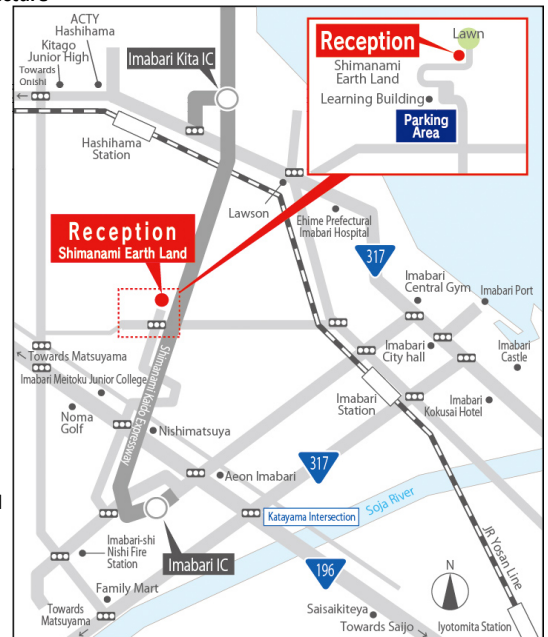 ACTY
Hashihama
Kitago
Junior High
Towards
Onishi
Imabari Kita IC
Hashihama
Station
Reception
Lawn
Shimanami
Earth Land
Learning Building
Parking
Area
Lawson
Ehime Prefectural
Imabari Hospital
317
Reception
Shimanami Earth Land
Imabari
Central Gym
Imabari Port
Imabari
City hall
Imabari
Castle
Towards Matsuyama
Imabari Meitoku Junior College
Shimanami Kaido Expressway
Imabari
Station
Imabari
Kokusai Hotel
Noma
Golf
Nishimatsuya
317
Aeon Imabari
Soja River
Katayama Intersection
Imabari-shi
Nishi Fire
Station
Imabari IC
JR Yosan Line
196
N
Family Mart
Towards
Matsuyama
Saisaikiteya
Towards Saijo
Iyotomita Station